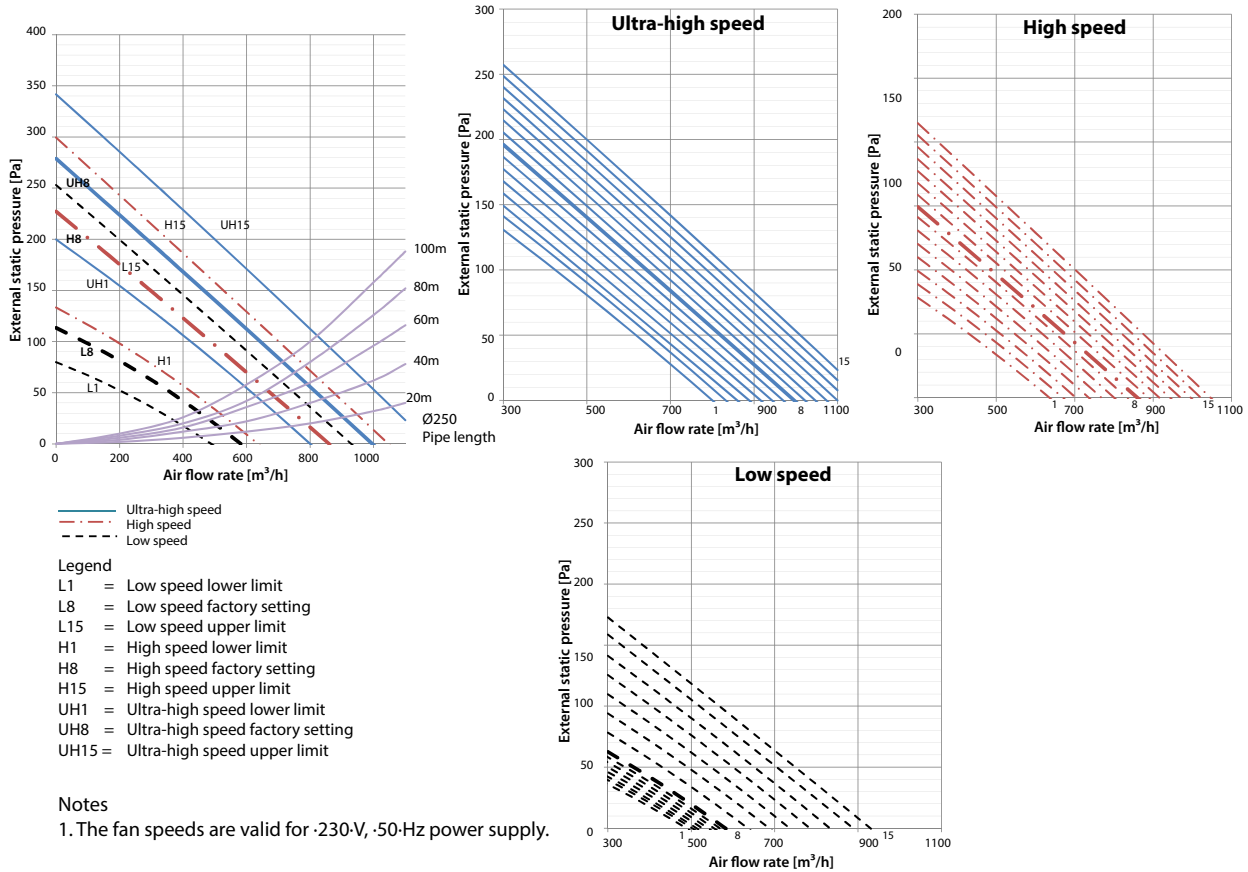 400
350
300
250
200
150
100
50
0
External static pressure [Pa]
UH8
H8
UH1
L8
L1
L15
H15
UH15
H1
100m
80m
60m
40m
20m
Ø250
Pipe length
0 200 400 600 800 1000
Air flow rate [m³/h]
Ultra-high speed
300
250
200
150
100
50
0
External static pressure [Pa]
15
300 500 700 1 900 8 1100
Air flow rate [m³/h]
High speed
200
150
100
50
0
External static pressure [Pa]
300 500 1 700 8 900 15 1100
Air flow rate [m³/h]
Ultra-high speed
High speed
Low speed
Legend
L1 = Low speed lower limit
L8 = Low speed factory setting
L15 = Low speed upper limit
H1 = High speed lower limit
H8 = High speed factory setting
H15 = High speed upper limit
UH1 = Ultra-high speed lower limit
UH8 = Ultra-high speed factory setting
UH15 = Ultra-high speed upper limit
Notes
1. The fan speeds are valid for ·230·V, ·50·Hz power supply.
Low speed
300
250
200
150
100
50
0
External static pressure [Pa]
300 1 500 8 700 900 15 1100
Air flow rate [m³/h]